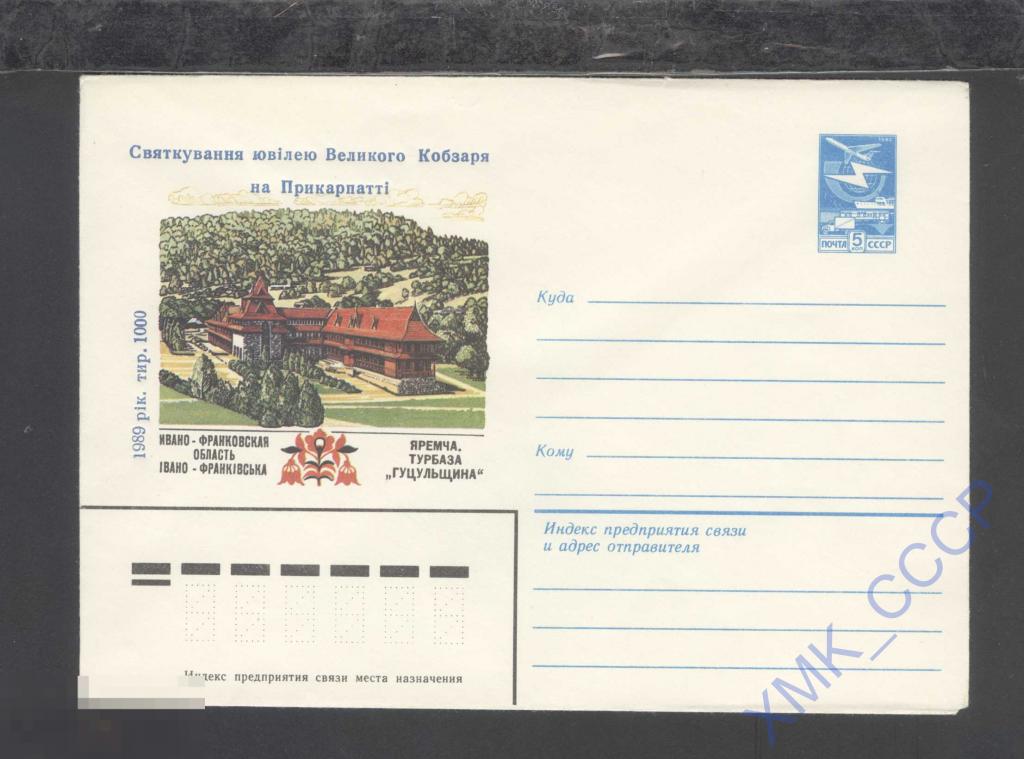 Святкування ювілею Великого Кобзаря
на Прикарпатті
1989 рік. тир. 1000
ИВАНО - ФРАНКОВСКАЯ
ОБЛАСТЬ
ІВАНО - ФРАНКІВСЬКА
ЯРЕМЧА.
ТУРБАЗА
„ГУЦУЛЬЩИНА“
ПОЧТА 5 КОП СССР
Куда
Кому
Индекс предприятия связи
и адрес отправителя
Индекс предприятия связи места назначения
ХМК_СССР